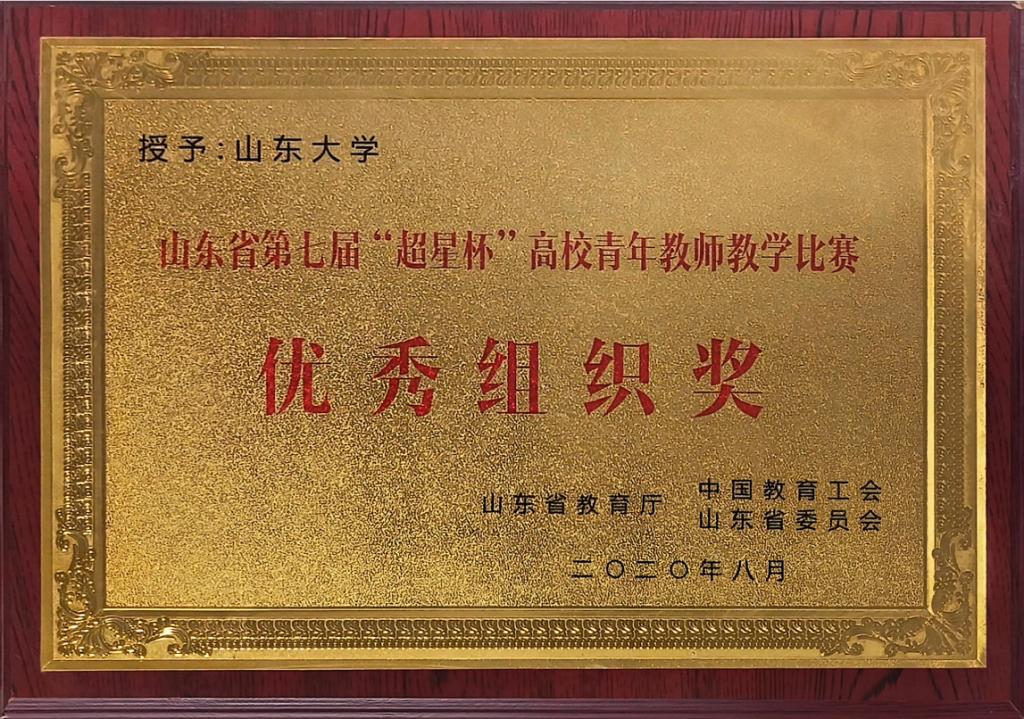 授予:山东大学
山东省第七届“超星杯”高校青年教师教学比赛
优秀组织奖
山东省教育厅 中国教育工会
山东省委员会
二〇二〇年八月